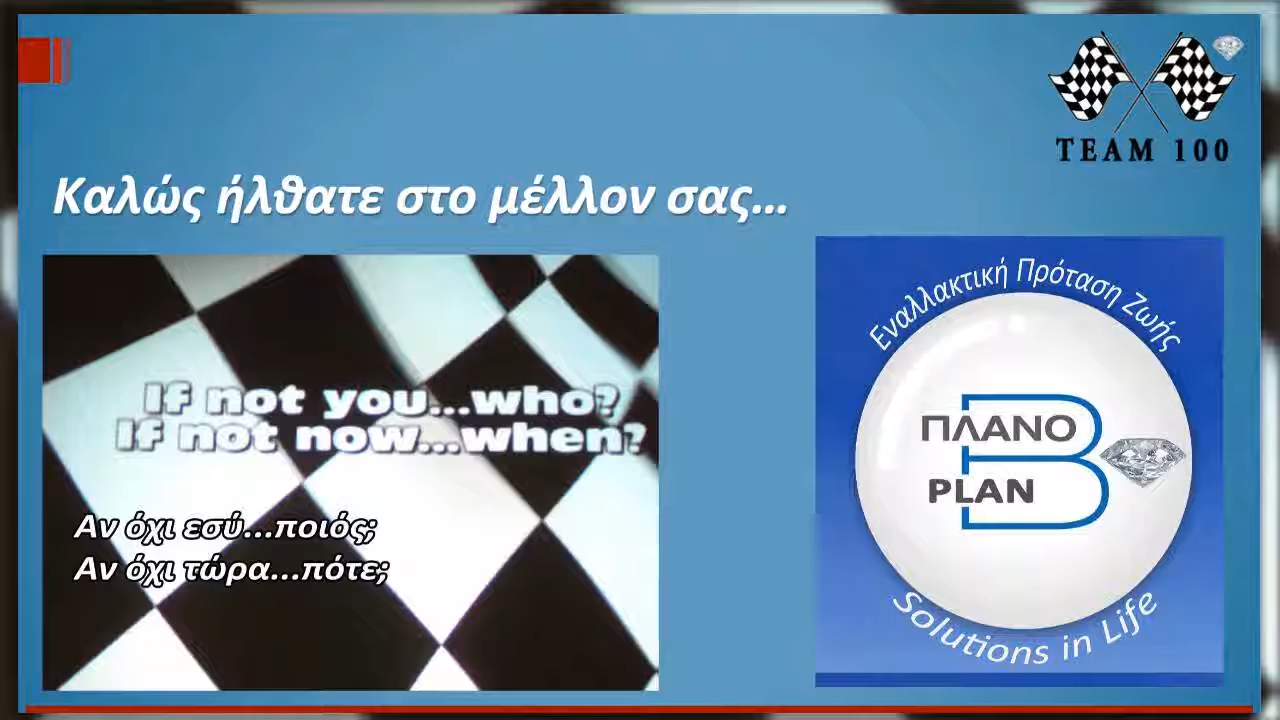 TEAM 100
Καλώς ήλθατε στο μέλλον σας...
If not you...who?
If not now...when?
Αν όχι εσύ...ποιός;
Αν όχι τώρα...πότε;
Εναλλακτική Πρόταση Ζωής
ΠΛΑΝΟ B
PLAN
Solutions in Life